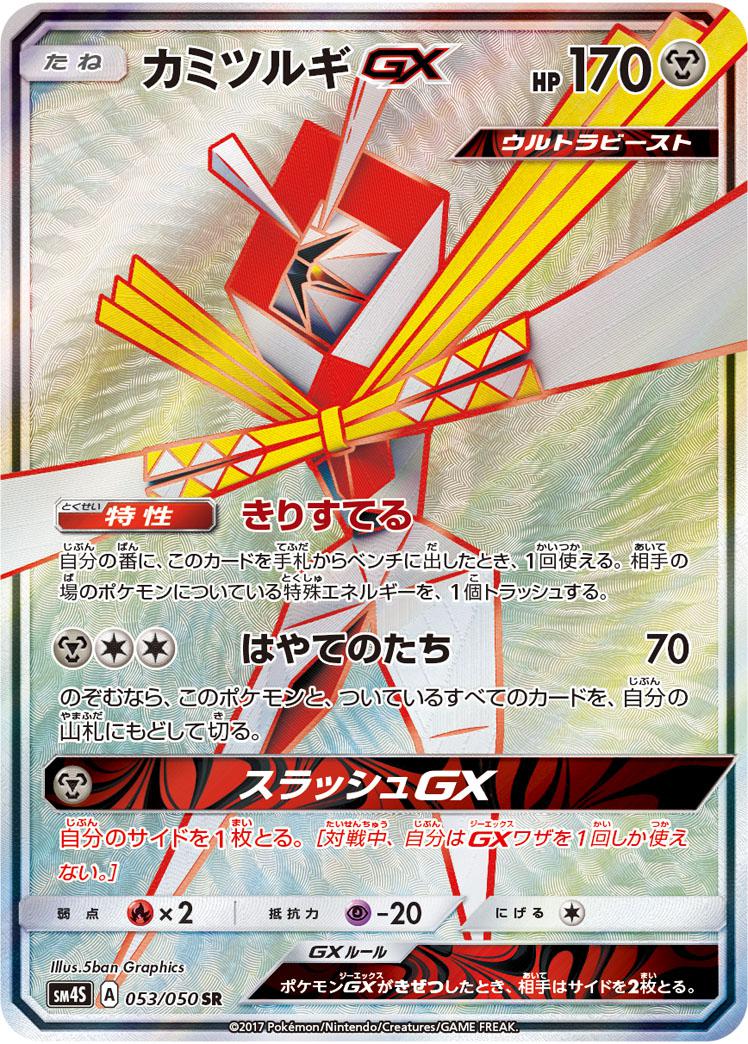 たね カミツルギGX HP170
ウルトラビースト
とくせい
特性 きりすてる
自分の番に、このカードを手札からベンチに出したとき、1回使える。相手の
場のポケモンについている特殊エネルギーを、1個トラッシュする。
はやてのたち 70
のぞむなら、このポケモンと、ついているすべてのカードを、自分の
山札にもどして切る。
スラッシュGX
自分のサイドを1枚とる。[対戦中、自分はGXワザを1回しか使え
ない。]
弱点 ×2 抵抗力 -20 にげる
Illus.5ban Graphics
GXルール
ポケモンGXがきぜつしたとき、相手はサイドを2枚とる。
SM4S A 053/050 SR
©2017 Pokémon/Nintendo/Creatures/GAME FREAK.